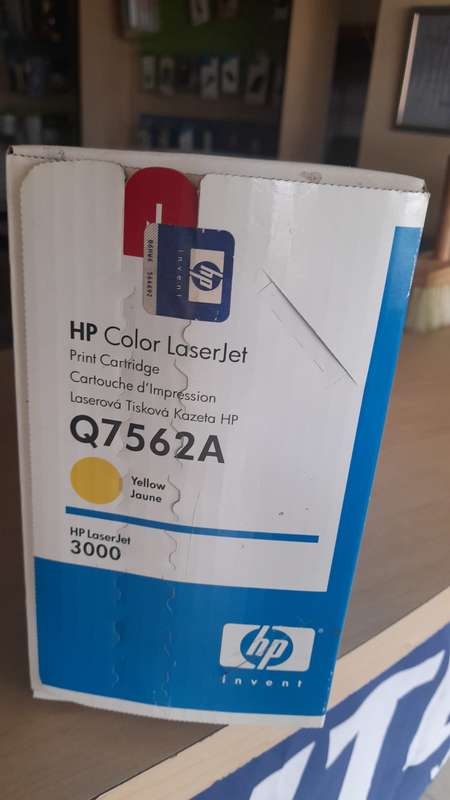 hp
invent
HP Color LaserJet
Print Cartridge
Cartouche d'Impression
Laserová Tisková Kazeta HP
Q7562A
Yellow
Jaune
HP LaserJet
3000
hp
invent